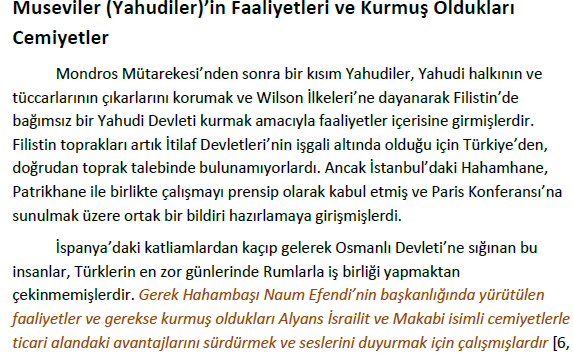 Museviler (Yahudiler)’in Faaliyetleri ve Kurmuş Oldukları
Cemiyetler
Mondros Mütarekesi’nden sonra bir kısım Yahudiler, Yahudi halkının ve
tüccarlarının çıkarlarını korumak ve Wilson İlkeleri’ne dayanarak Filistin’de
bağımsız bir Yahudi Devleti kurmak amacıyla faaliyetler içerisine girmişlerdir.
Filistin toprakları artık İtilaf Devletleri’nin işgali altında olduğu için Türkiye’den,
doğrudan toprak talebinde bulunamıyorlardı. Ancak İstanbul’daki Hahamhane,
Patrikhane ile birlikte çalışmayı prensip olarak kabul etmiş ve Paris Konferansı’na
sunulmak üzere ortak bir bildiri hazırlamaya girişmişlerdi.
İspanya’daki katliamlardan kaçıp gelerek Osmanlı Devleti’ne sığınan bu
insanlar, Türklerin en zor günlerinde Rumlarla iş birliği yapmaktan
çekinmemişlerdir. Gerek Hahambaşı Naum Efendi’nin başkanlığında yürütülen
faaliyetler ve gerekse kurmuş oldukları Alyans İsrailit ve Makabi isimli cemiyetlerle
ticari alandaki avantajlarını sürdürmek ve seslerini duyurmak için çalışmışlardır [6,